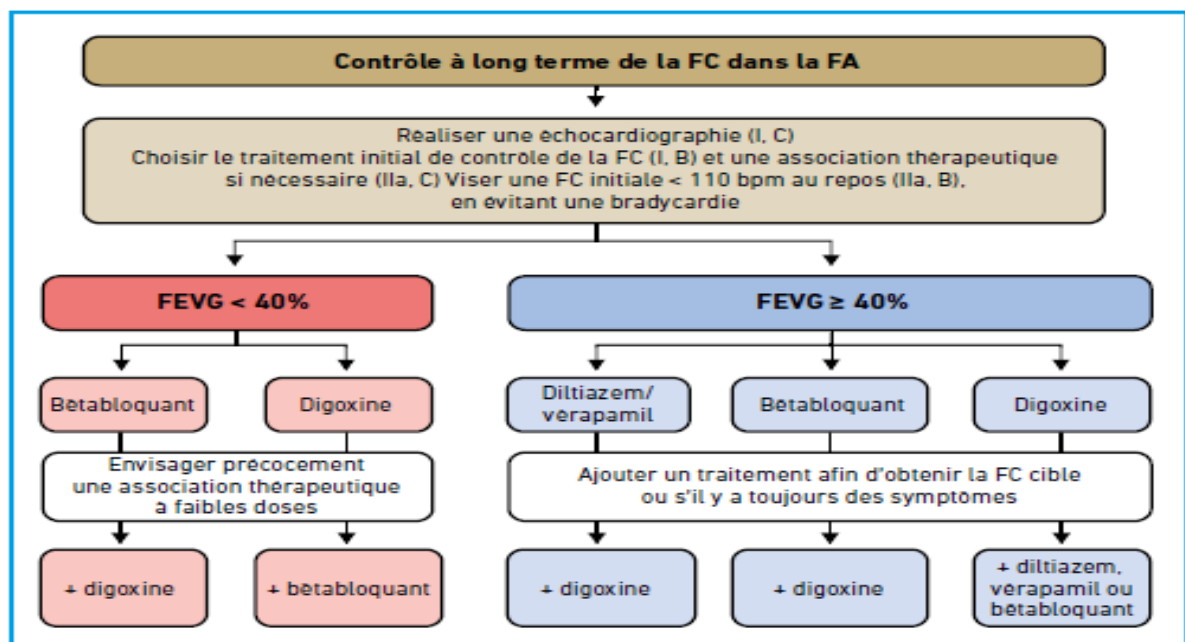 Contrôle à long terme de la FC dans la FA
Réaliser une échocardiographie (I, C)
Choisir le traitement initial de contrôle de la FC (I, B) et une association thérapeutique
si nécessaire (IIa, C) Viser une FC initiale < 110 bpm au repos (IIa, B),
en évitant une bradycardie
FEVG < 40%
FEVG ≥ 40%
Bêtabloquant
Digoxine
Diltiazem/
vérapamil
Bêtabloquant
Digoxine
Envisager précocement
une association thérapeutique
à faibles doses
Ajouter un traitement afin d'obtenir la FC cible
ou s'il y a toujours des symptômes
+ digoxine
+ bêtabloquant
+ digoxine
+ digoxine
+ diltiazem,
vérapamil ou
bêtabloquant